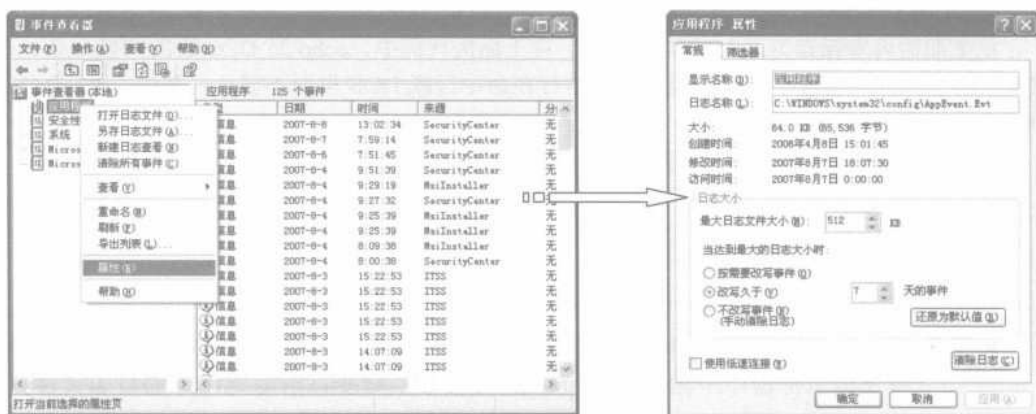 事件查看器
文件(F) 操作(A) 查看(V) 帮助(H)
事件查看器(本地)
安全性
系统
Micros
Micros
打开日志文件(O)...
另存日志文件(A)...
新建日志查看(N)
清除所有事件(C)
查看(V)
重命名(M)
刷新(F)
导出列表(L)...
属性(R)
帮助(H)
应用程序 125 个事件
日期 时间 来源 分
信息 2007-8-8 13:02:34 SecurityCenter 无
信息 2007-8-7 7:59:14 SecurityCenter 无
信息 2007-8-6 7:51:45 SecurityCenter 无
信息 2007-8-4 9:51:39 SecurityCenter 无
信息 2007-8-4 9:29:19 MsiInstaller 无
信息 2007-8-4 9:27:32 SecurityCenter 无
信息 2007-8-4 9:25:39 MsiInstaller 无
信息 2007-8-4 9:25:39 MsiInstaller 无
信息 2007-8-4 8:09:38 MsiInstaller 无
信息 2007-8-4 8:00:38 SecurityCenter 无
信息 2007-8-3 15:22:53 ITSS 无
信息 2007-8-3 15:22:53 ITSS 无
信息 2007-8-3 15:22:53 ITSS 无
信息 2007-8-3 15:22:53 ITSS 无
信息 2007-8-3 15:22:53 ITSS 无
信息 2007-8-3 14:07:09 ITSS 无
信息 2007-8-3 14:07:09 ITSS 无
打开当前选择的属性页
应用程序 属性
常规 筛选器
显示名称(D): 应用程序
日志名称(L): C:\WINDOWS\system32\config\AppEvent.Evt
大小: 64.0 KB (65,536 字节)
创建时间: 2006年4月8日 15:01:45
修改时间: 2007年8月7日 18:07:30
访问时间: 2007年8月7日 0:00:00
日志大小
最大日志文件大小(M): 512 KB
当达到最大的日志大小时:
按需要改写事件(O)
改写久于(V) 7 天的事件
不改写事件(N)
(手动清除日志)
还原为默认值(R)
使用低速连接(Y)
清除日志(C)
确定 取消 应用(A)